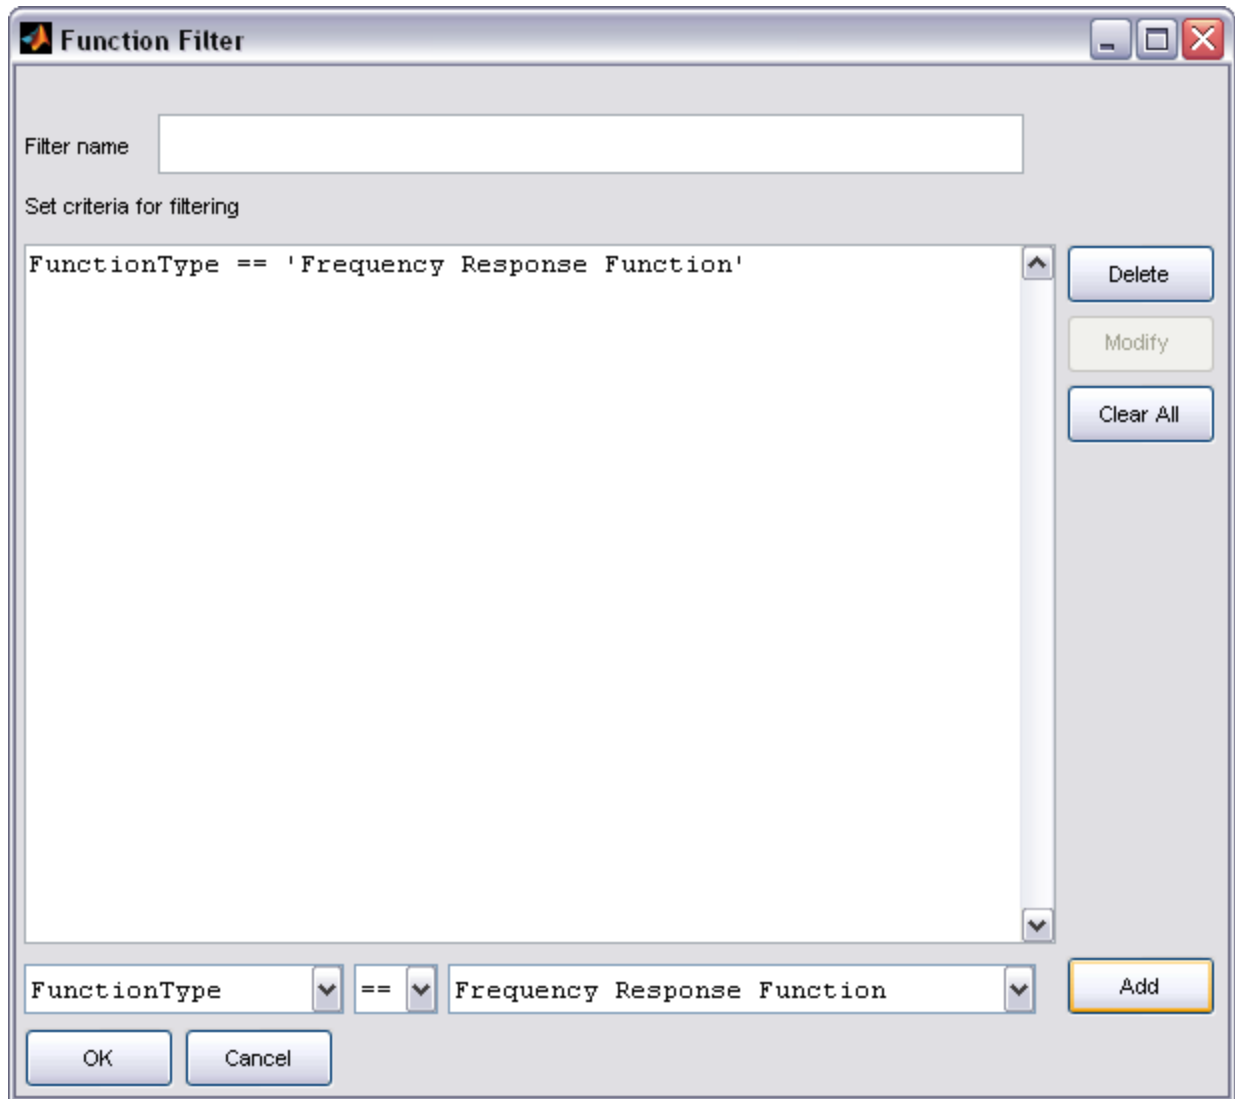 Function Filter
Filter name
Set criteria for filtering
FunctionType == 'Frequency Response Function'
Delete
Modify
Clear All
FunctionType == Frequency Response Function Add
OK Cancel